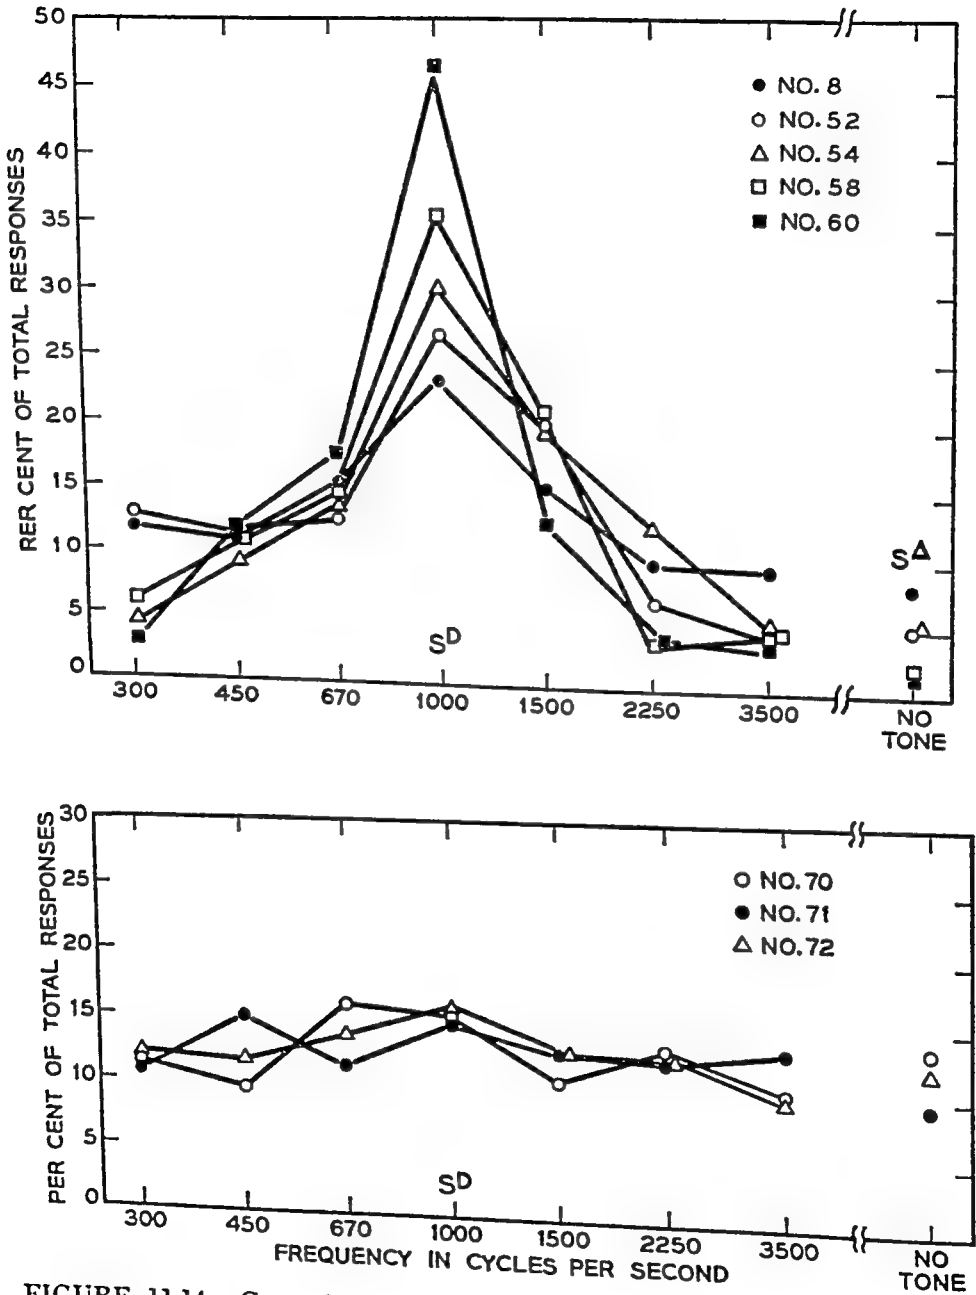 50
45
40
35
30
25
20
15
10
5
0
RER CENT OF TOTAL RESPONSES
NO. 8
NO. 52
NO. 54
NO. 58
NO. 60
S^D
S^Δ
300 450 670 1000 1500 2250 3500 NO TONE
30
25
20
15
10
5
0
PER CENT OF TOTAL RESPONSES
NO. 70
NO. 71
NO. 72
S^D
300 450 670 1000 1500 2250 3500 NO TONE
FREQUENCY IN CYCLES PER SECOND
FIGURE 11.14